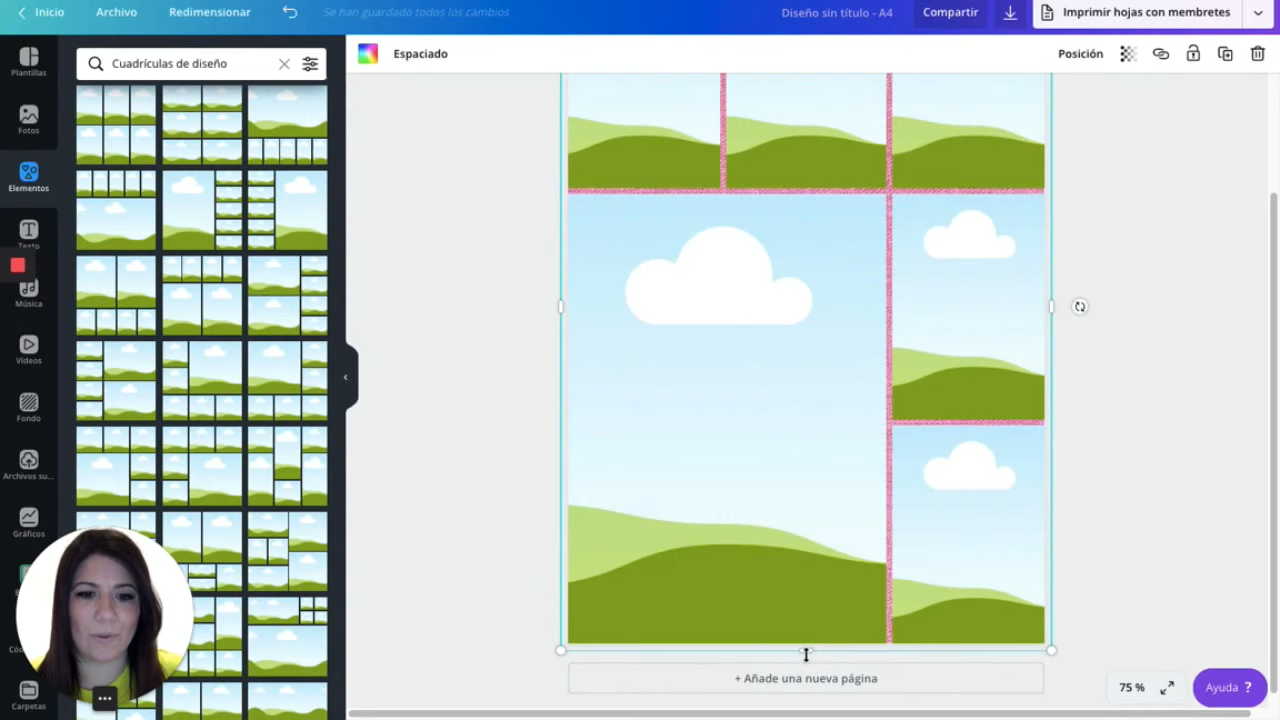 Inicio
Archivo
Redimensionar
Se han guardado todos los cambios
Diseño sin título - A4
Compartir
Imprimir hojas con membretes
Plantillas
Fotos
Elementos
Texto
Música
Vídeos
Fondo
Archivos su...
Gráficos
Carpetas
Cuadrículas de diseño
Espaciado
Posición
+ Añade una nueva página
75 %
Ayuda ?